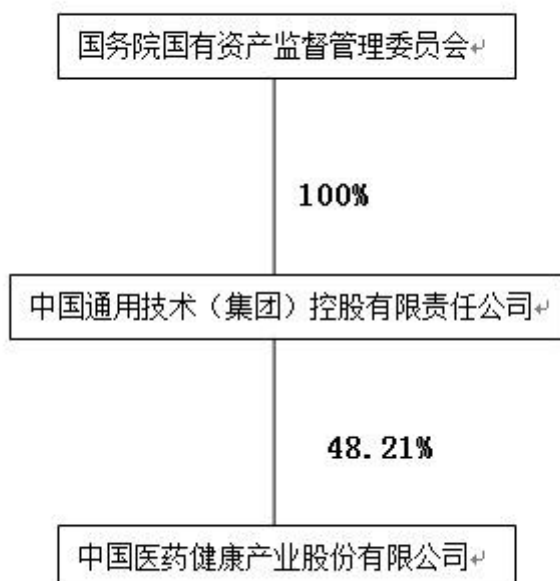 国务院国有资产监督管理委员会↵
100%
中国通用技术（集团）控股有限责任公司↵
48.21%
中国医药健康产业股份有限公司↵